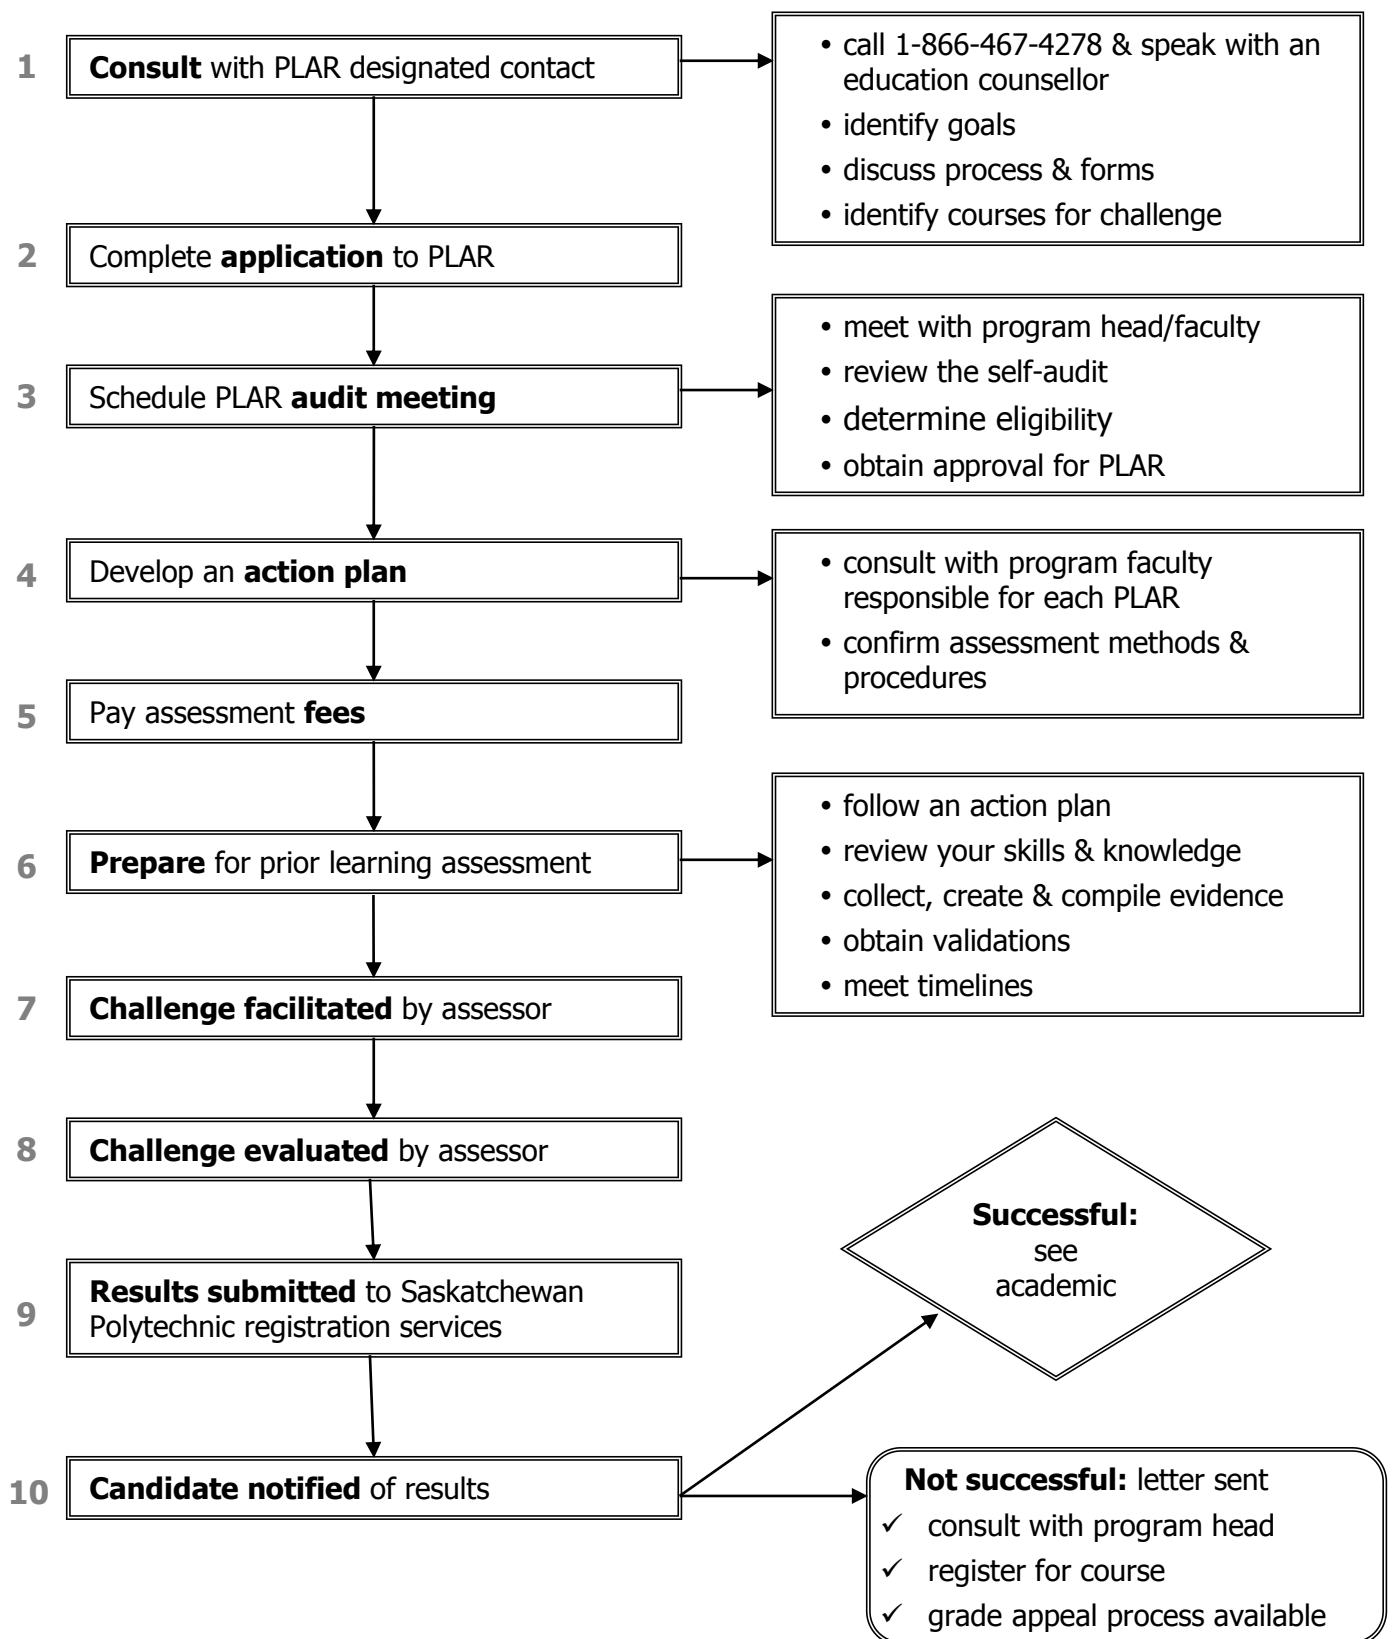 1
Consult with PLAR designated contact
• call 1-866-467-4278 & speak with an
education counsellor
• identify goals
• discuss process & forms
• identify courses for challenge
2
Complete application to PLAR
3
Schedule PLAR audit meeting
• meet with program head/faculty
• review the self-audit
• determine eligibility
• obtain approval for PLAR
4
Develop an action plan
• consult with program faculty
responsible for each PLAR
• confirm assessment methods &
procedures
5
Pay assessment fees
6
Prepare for prior learning assessment
• follow an action plan
• review your skills & knowledge
• collect, create & compile evidence
• obtain validations
• meet timelines
7
Challenge facilitated by assessor
8
Challenge evaluated by assessor
9
Results submitted to Saskatchewan
Polytechnic registration services
10
Candidate notified of results
Successful:
see
academic
Not successful: letter sent
✓ consult with program head
✓ register for course
✓ grade appeal process available